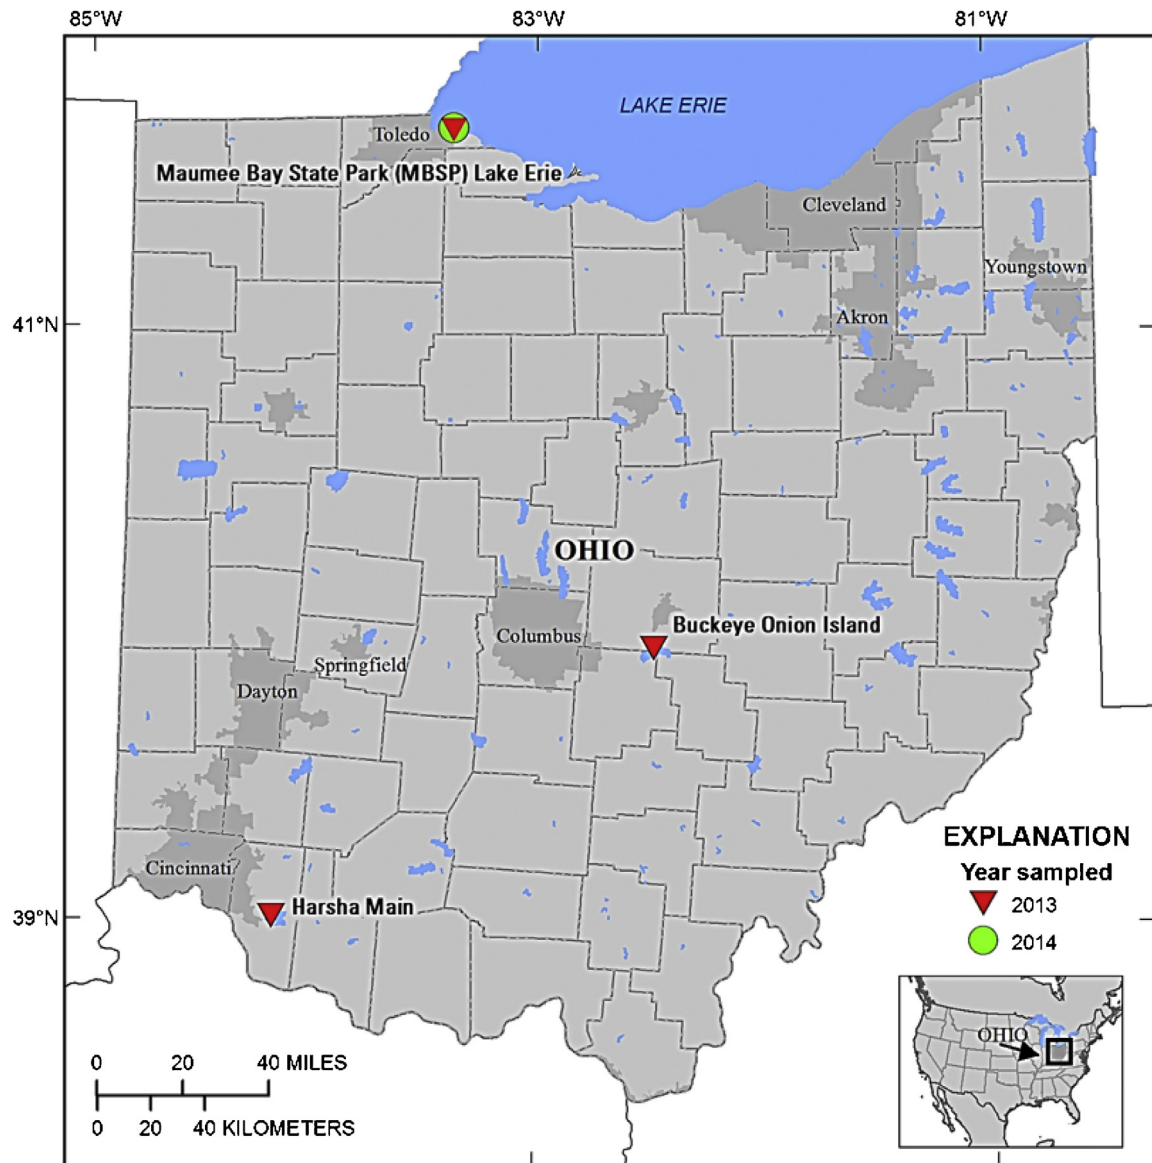 85°W
83°W
81°W
LAKE ERIE
Toledo
Maumee Bay State Park (MBSP) Lake Erie
Cleveland
Youngstown
41°N
Akron
OHIO
Buckeye Onion Island
Columbus
Springfield
Dayton
EXPLANATION
Year sampled
Cincinnati
2013
Harsha Main
39°N
2014
OHIO
0 20 40 MILES
0 20 40 KILOMETERS